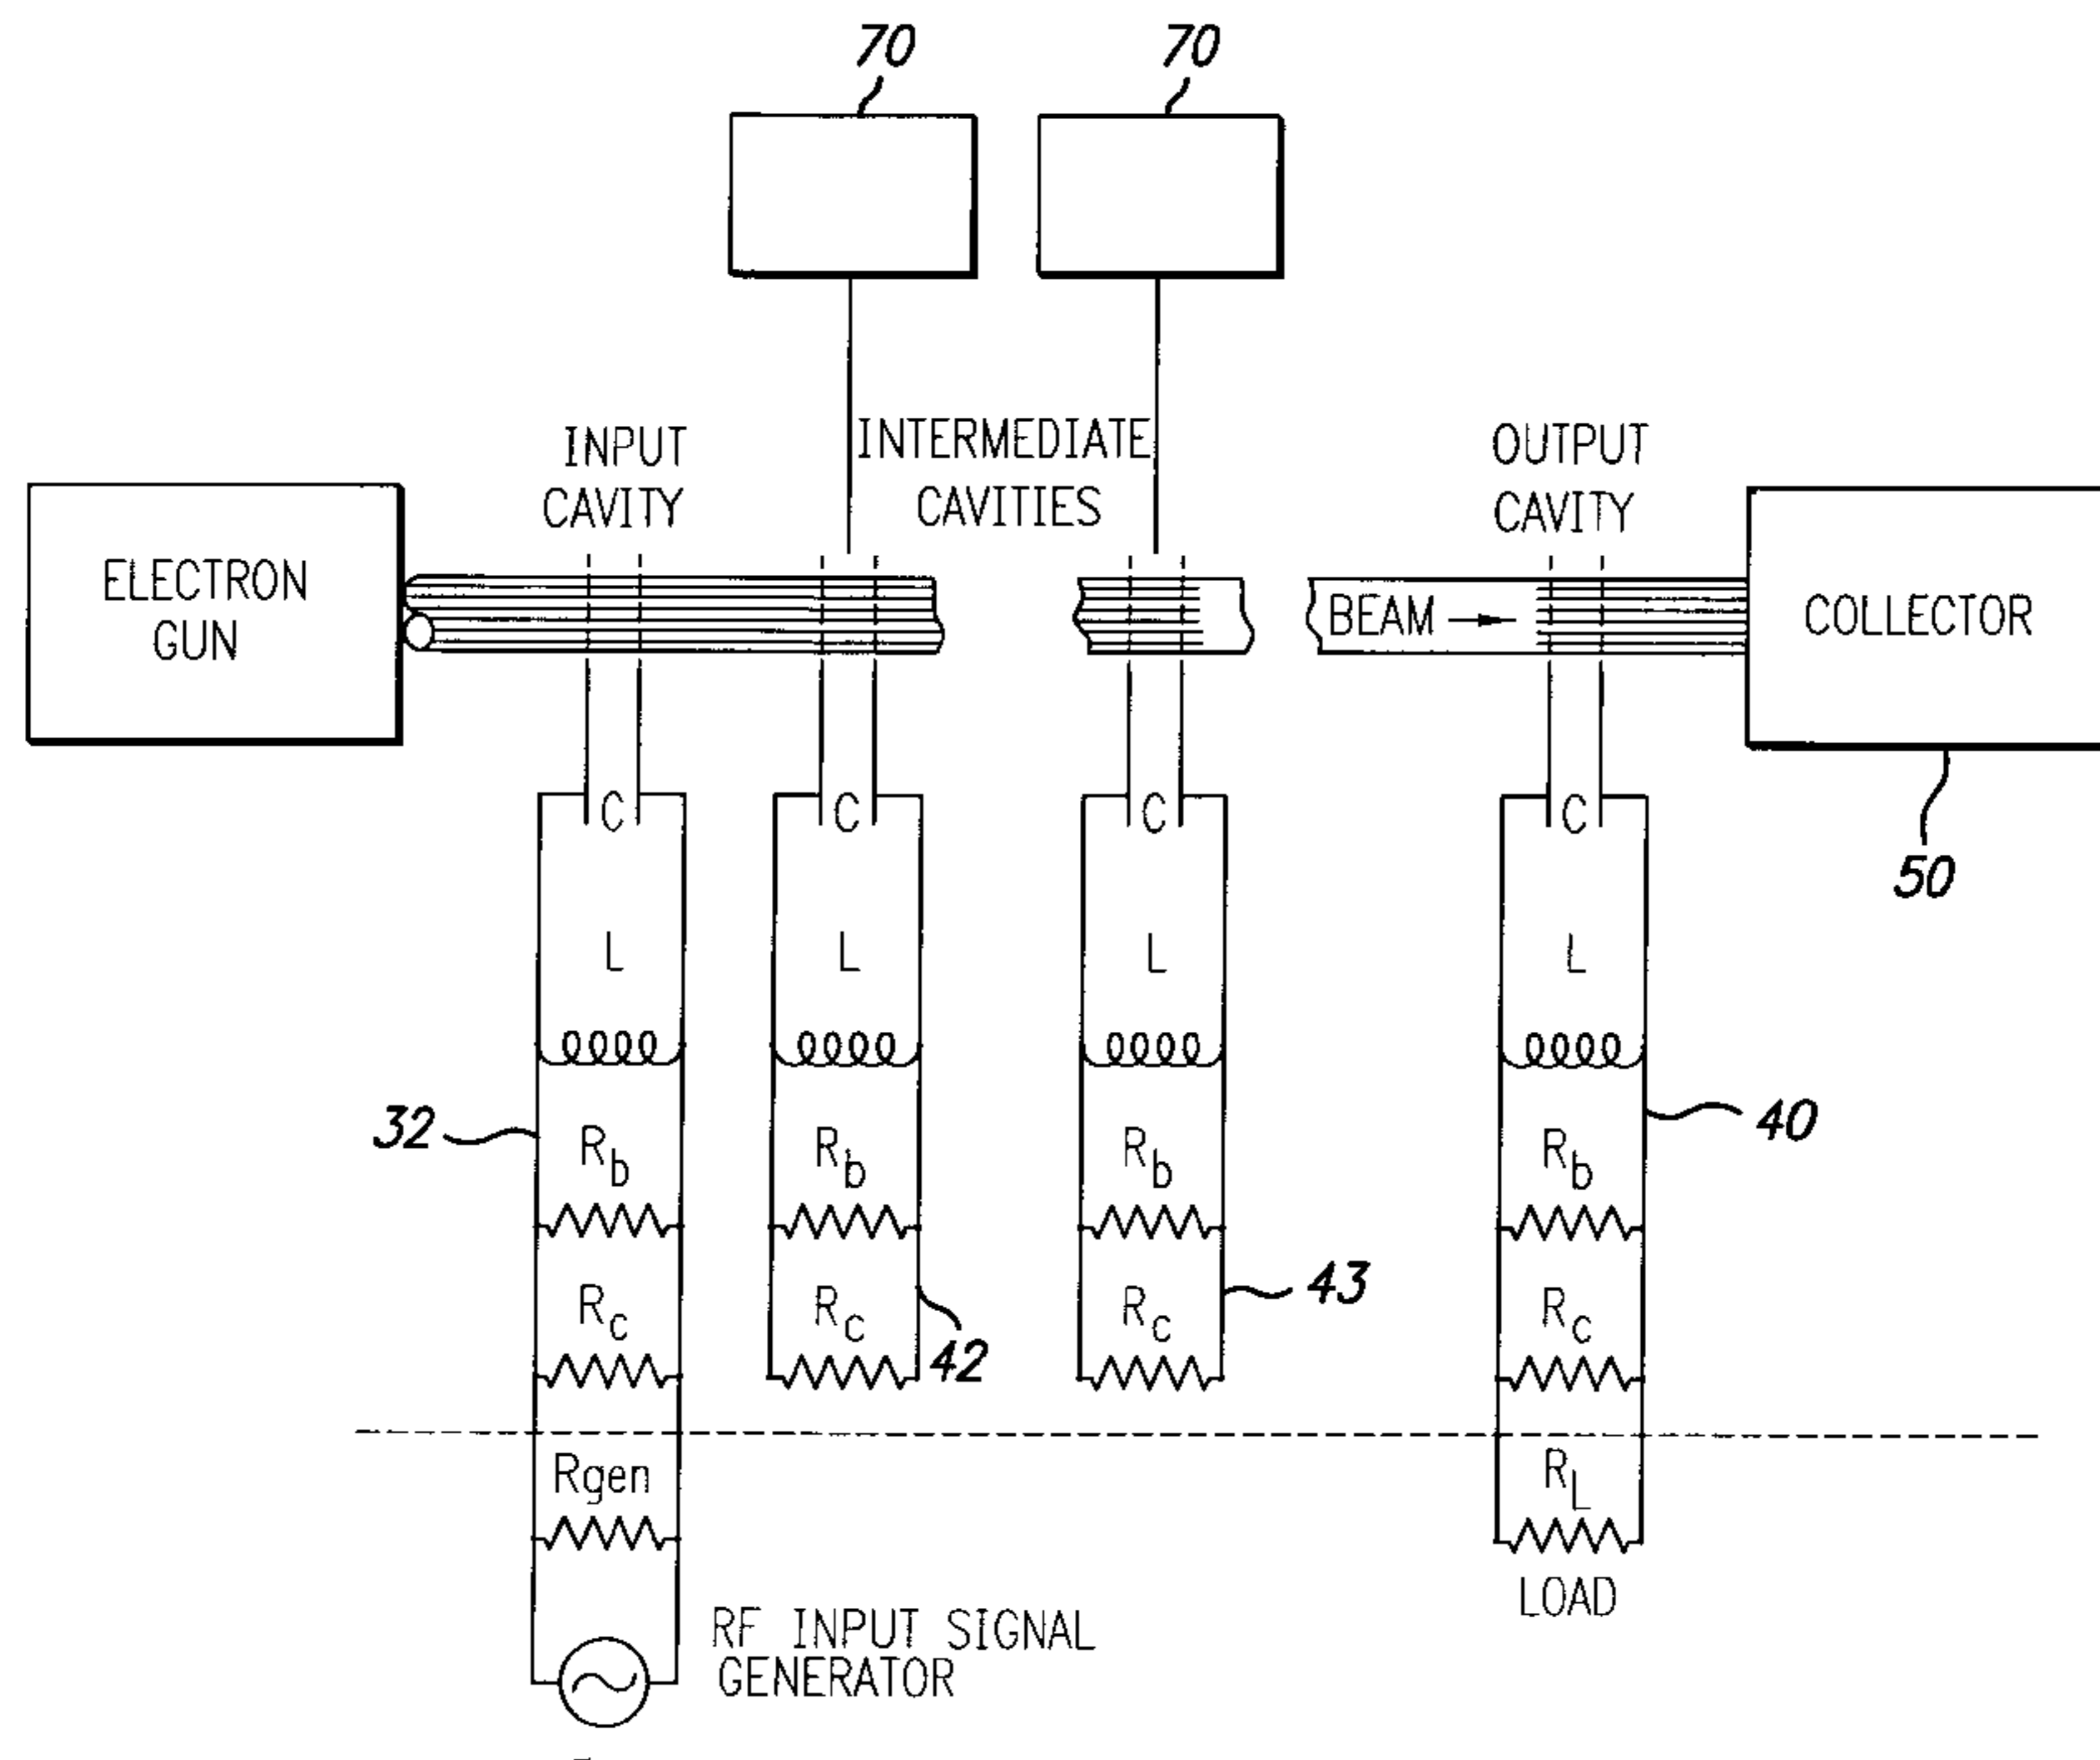 70
70
INPUT
CAVITY
INTERMEDIATE
CAVITIES
OUTPUT
CAVITY
ELECTRON
GUN
BEAM
COLLECTOR
50
C
C
C
C
L
L
L
L
32
40
Rb
Rb
Rb
Rb
Rc
Rc
Rc
Rc
42
43
Rgen
RL
LOAD
RF INPUT SIGNAL
GENERATOR